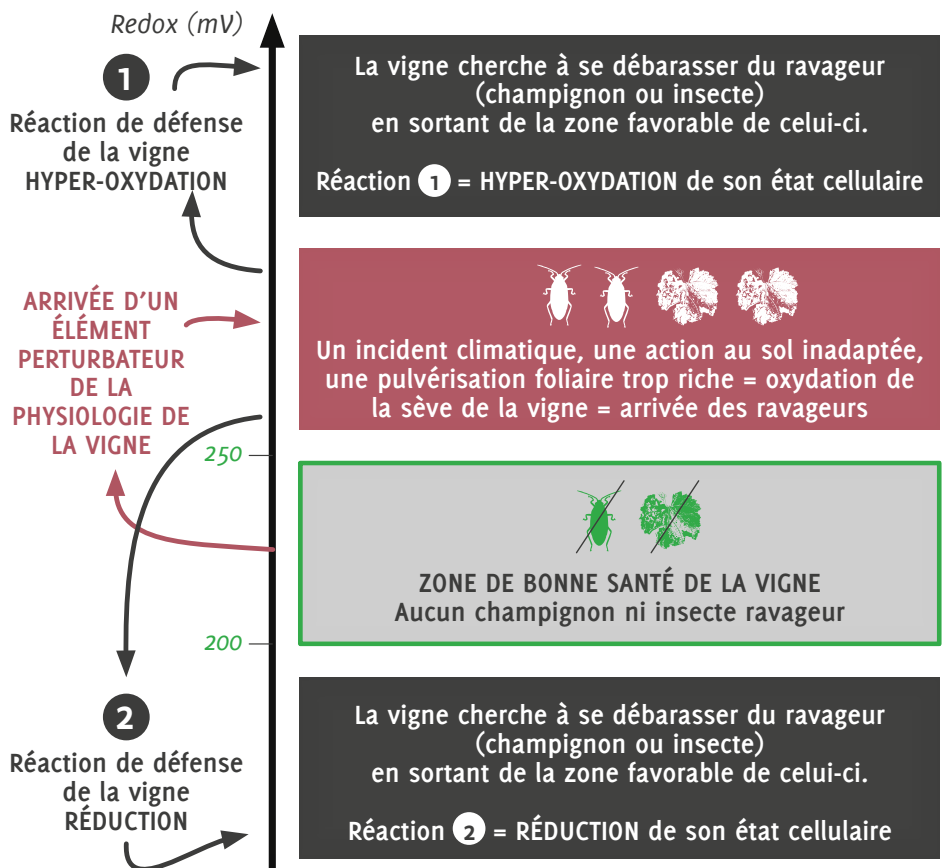 Redox (mV)
1
Réaction de défense
de la vigne
HYPER-OXYDATION
La vigne cherche à se débarasser du ravageur
(champignon ou insecte)
en sortant de la zone favorable de celui-ci.
Réaction 1 = HYPER-OXYDATION de son état cellulaire
ARRIVÉE D'UN
ÉLÉMENT
PERTURBATEUR
DE LA
PHYSIOLOGIE DE
LA VIGNE
Un incident climatique, une action au sol inadaptée,
une pulvérisation foliaire trop riche = oxydation de
la sève de la vigne = arrivée des ravageurs
250
ZONE DE BONNE SANTÉ DE LA VIGNE
Aucun champignon ni insecte ravageur
200
2
Réaction de défense
de la vigne
RÉDUCTION
La vigne cherche à se débarasser du ravageur
(champignon ou insecte)
en sortant de la zone favorable de celui-ci.
Réaction 2 = RÉDUCTION de son état cellulaire